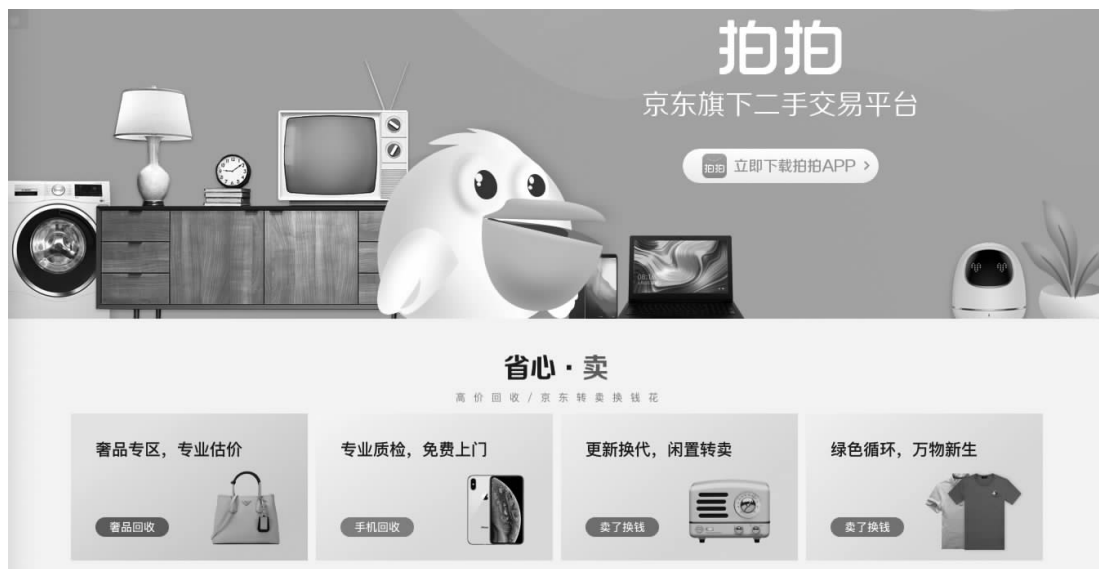 拍拍
京东旗下二手交易平台
拍拍 立即下载拍拍APP >
省心·卖
高价回收/京东转卖换钱花
奢品专区，专业估价
奢品回收
专业质检，免费上门
手机回收
更新换代，闲置转卖
卖了换钱
绿色循环，万物新生
卖了换钱